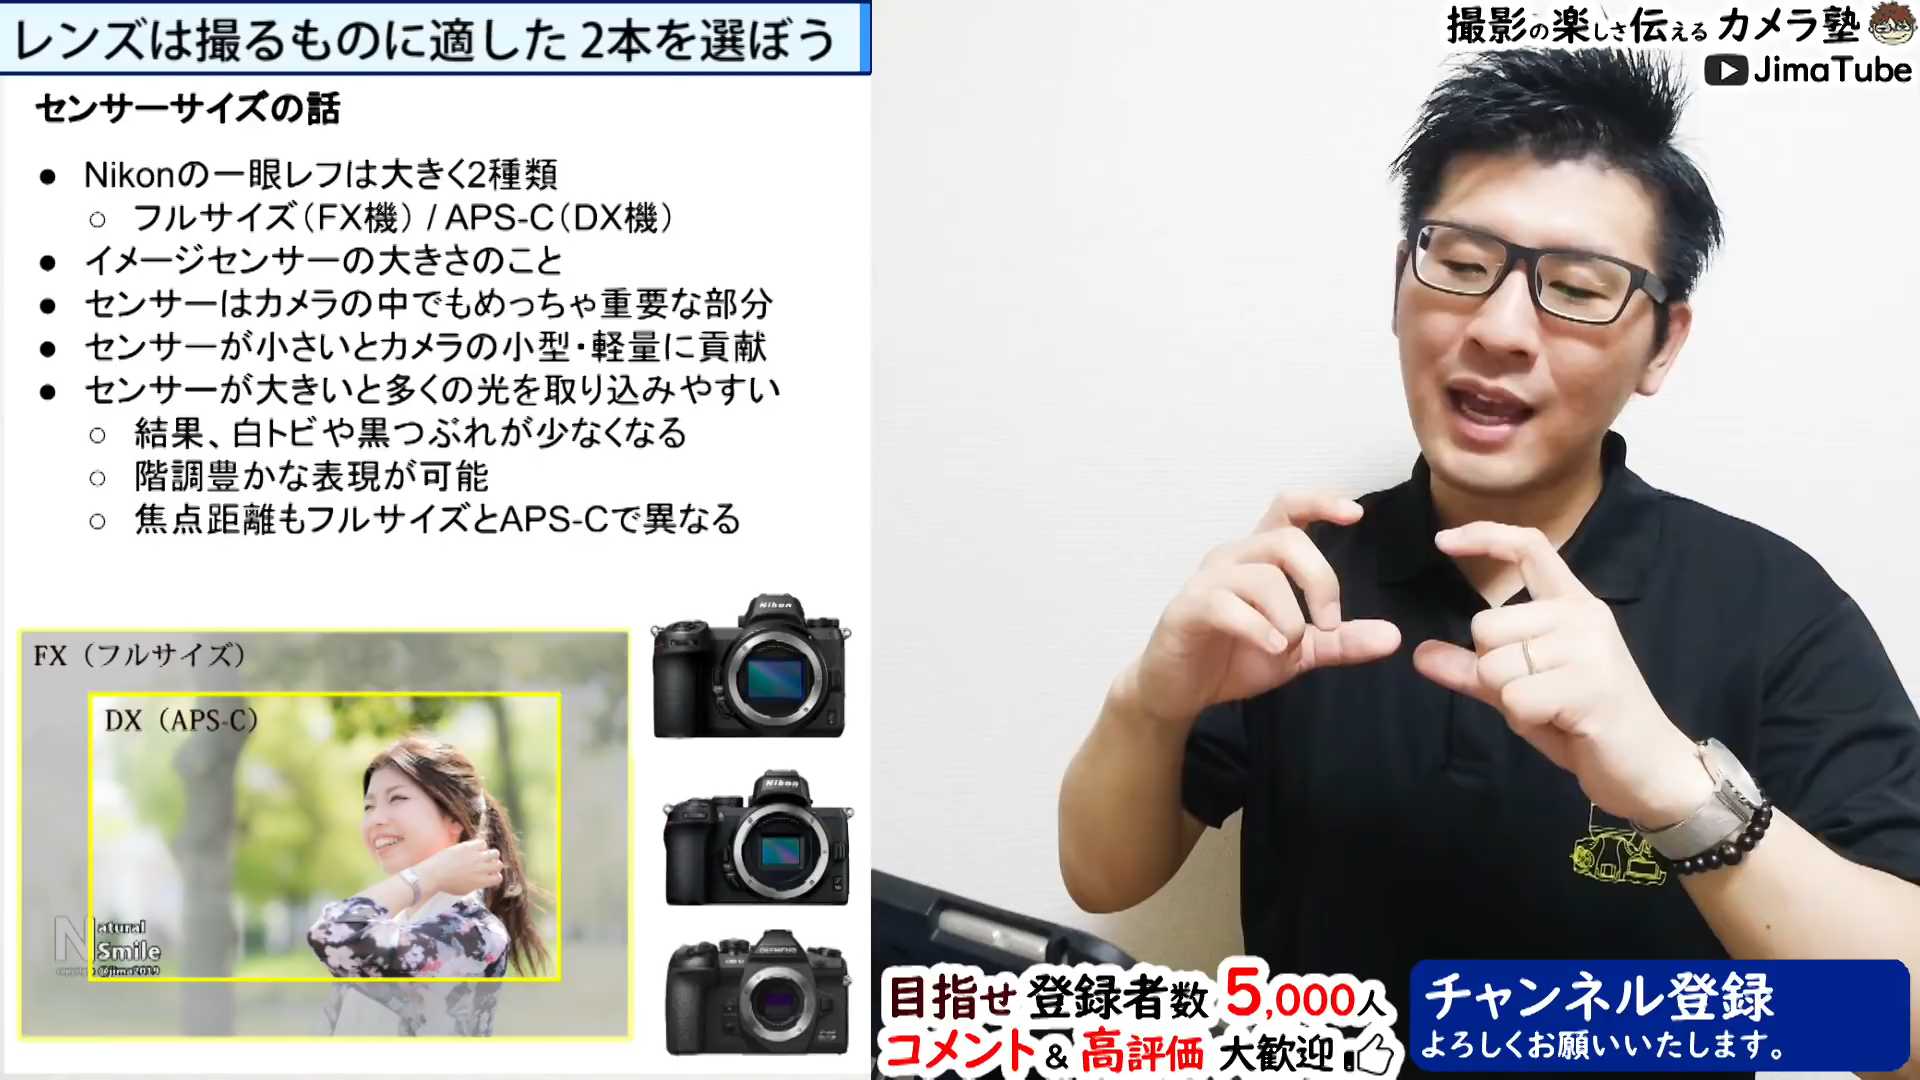 レンズは撮るものに適した2本を選ぼう
センサーサイズの話
● Nikonの一眼レフは大きく2種類
○ フルサイズ(FX機) / APS-C(DX機)
● イメージセンサーの大きさのこと
● センサーはカメラの中でもめっちゃ重要な部分
● センサーが小さいとカメラの小型・軽量に貢献
● センサーが大きいと多くの光を取り込みやすい
○ 結果、白トビや黒つぶれが少なくなる
○ 階調豊かな表現が可能
○ 焦点距離もフルサイズとAPS-Cで異なる
FX(フルサイズ)
DX(APS-C)
Natural
Smile
@jima2019
Nikon
Nikon
OLYMPUS
撮影の楽しさ伝える カメラ塾
JimaTube
目指せ 登録者数 5,000人
コメント & 高評価 大歓迎
チャンネル登録
よろしくお願いいたします。